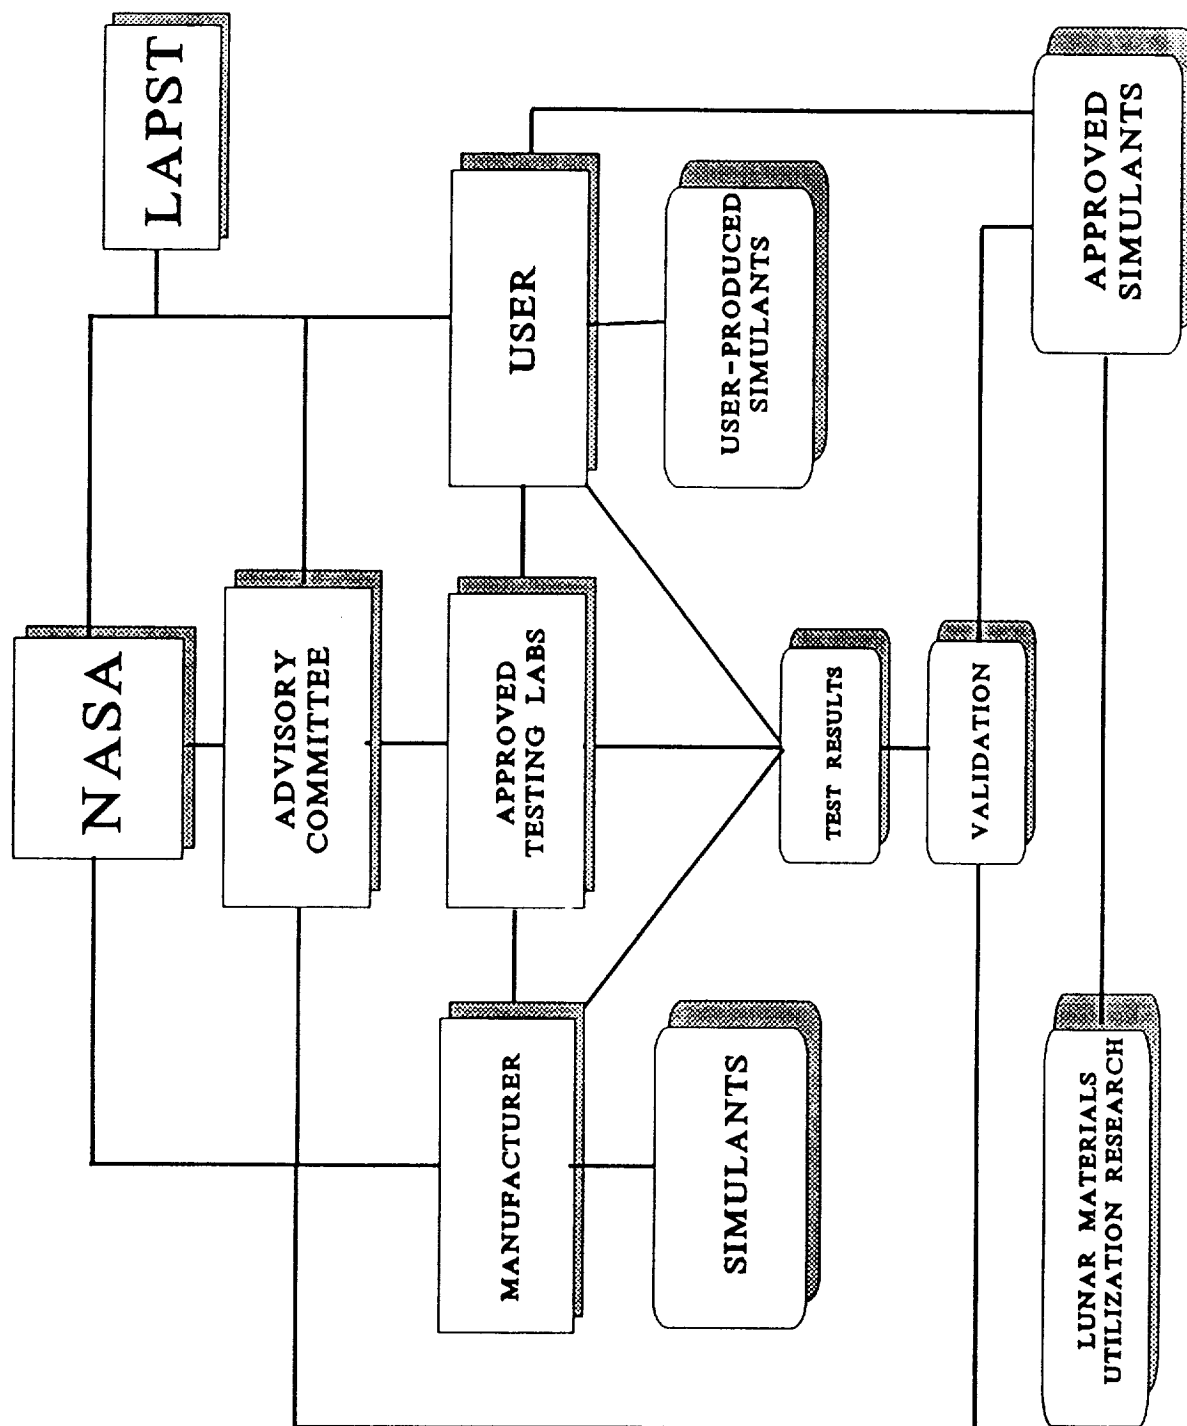 LAPST
NASA
ADVISORY
COMMITTEE
MANUFACTURER
APPROVED
TESTING LABS
USER
SIMULANTS
USER-PRODUCED
SIMULANTS
TEST RESULTS
VALIDATION
LUNAR MATERIALS
UTILIZATION RESEARCH
APPROVED
SIMULANTS